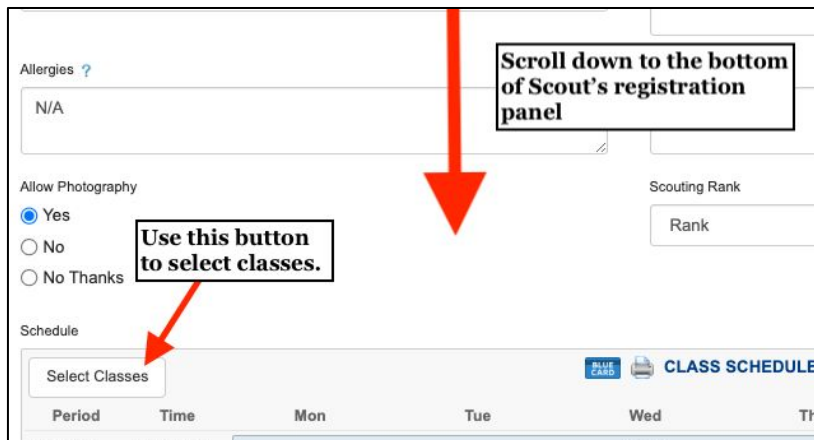 Allergies ?
N/A
Scroll down to the bottom
of Scout's registration
panel
Allow Photography
Yes
No
No Thanks
Use this button
to select classes.
Scouting Rank
Rank
Schedule
Select Classes
BLUE
CARD
CLASS SCHEDULE
Period Time Mon Tue Wed Th